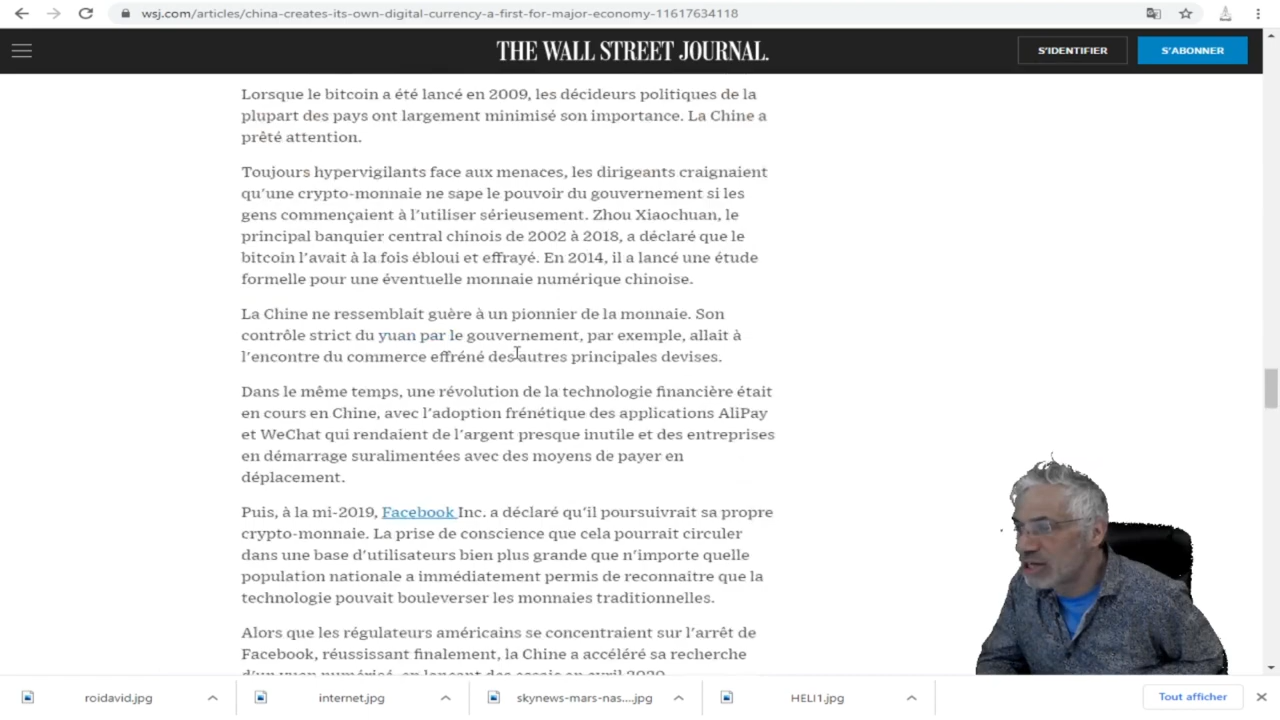 wsj.com/articles/china-creates-its-own-digital-currency-a-first-for-major-economy-11617634118
THE WALL STREET JOURNAL.
S'IDENTIFIER
S'ABONNER
Lorsque le bitcoin a été lancé en 2009, les décideurs politiques de la
plupart des pays ont largement minimisé son importance. La Chine a
prêté attention.
Toujours hypervigilants face aux menaces, les dirigeants craignaient
qu'une crypto-monnaie ne sape le pouvoir du gouvernement si les
gens commençaient à l'utiliser sérieusement. Zhou Xiaochuan, le
principal banquier central chinois de 2002 à 2018, a déclaré que le
bitcoin l'avait à la fois ébloui et effrayé. En 2014, il a lancé une étude
formelle pour une éventuelle monnaie numérique chinoise.
La Chine ne ressemblait guère à un pionnier de la monnaie. Son
contrôle strict du yuan par le gouvernement, par exemple, allait à
l'encontre du commerce effréné des autres principales devises.
Dans le même temps, une révolution de la technologie financière était
en cours en Chine, avec l'adoption frénétique des applications AliPay
et WeChat qui rendaient de l'argent presque inutile et des entreprises
en démarrage suralimentées avec des moyens de payer en
déplacement.
Puis, à la mi-2019, Facebook Inc. a déclaré qu'il poursuivrait sa propre
crypto-monnaie. La prise de conscience que cela pourrait circuler
dans une base d'utilisateurs bien plus grande que n'importe quelle
population nationale a immédiatement permis de reconnaître que la
technologie pouvait bouleverser les monnaies traditionnelles.
Alors que les régulateurs américains se concentraient sur l'arrêt de
Facebook, réussissant finalement, la Chine a accéléré sa recherche
d'un yuan numérisé, en lançant des essais en avril 2020.
roidavid.jpg
internet.jpg
skynews-mars-nas....jpg
HELI1.jpg
Tout afficher